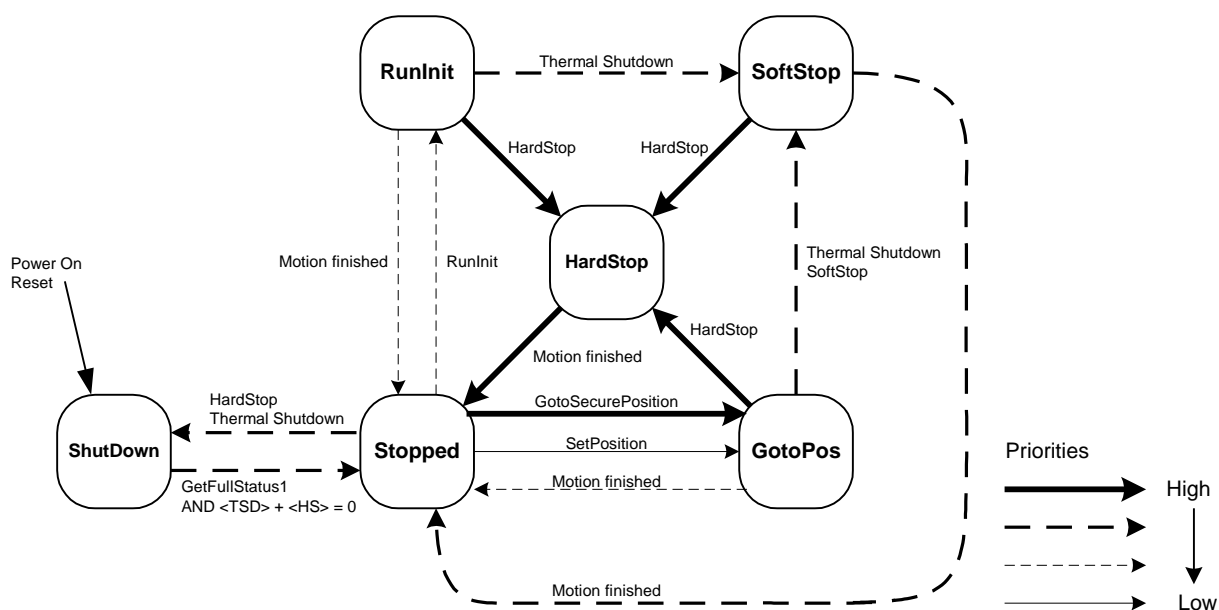 RunInit
Thermal Shutdown
SoftStop
HardStop
HardStop
Power On
Reset
Motion finished
RunInit
HardStop
Thermal Shutdown
SoftStop
HardStop
Motion finished
HardStop
Thermal Shutdown
GotoSecurePosition
ShutDown
Stopped
SetPosition
GotoPos
Priorities
Motion finished
GetFullStatus1
AND <TSD> + <HS> = 0
High
Motion finished
Low